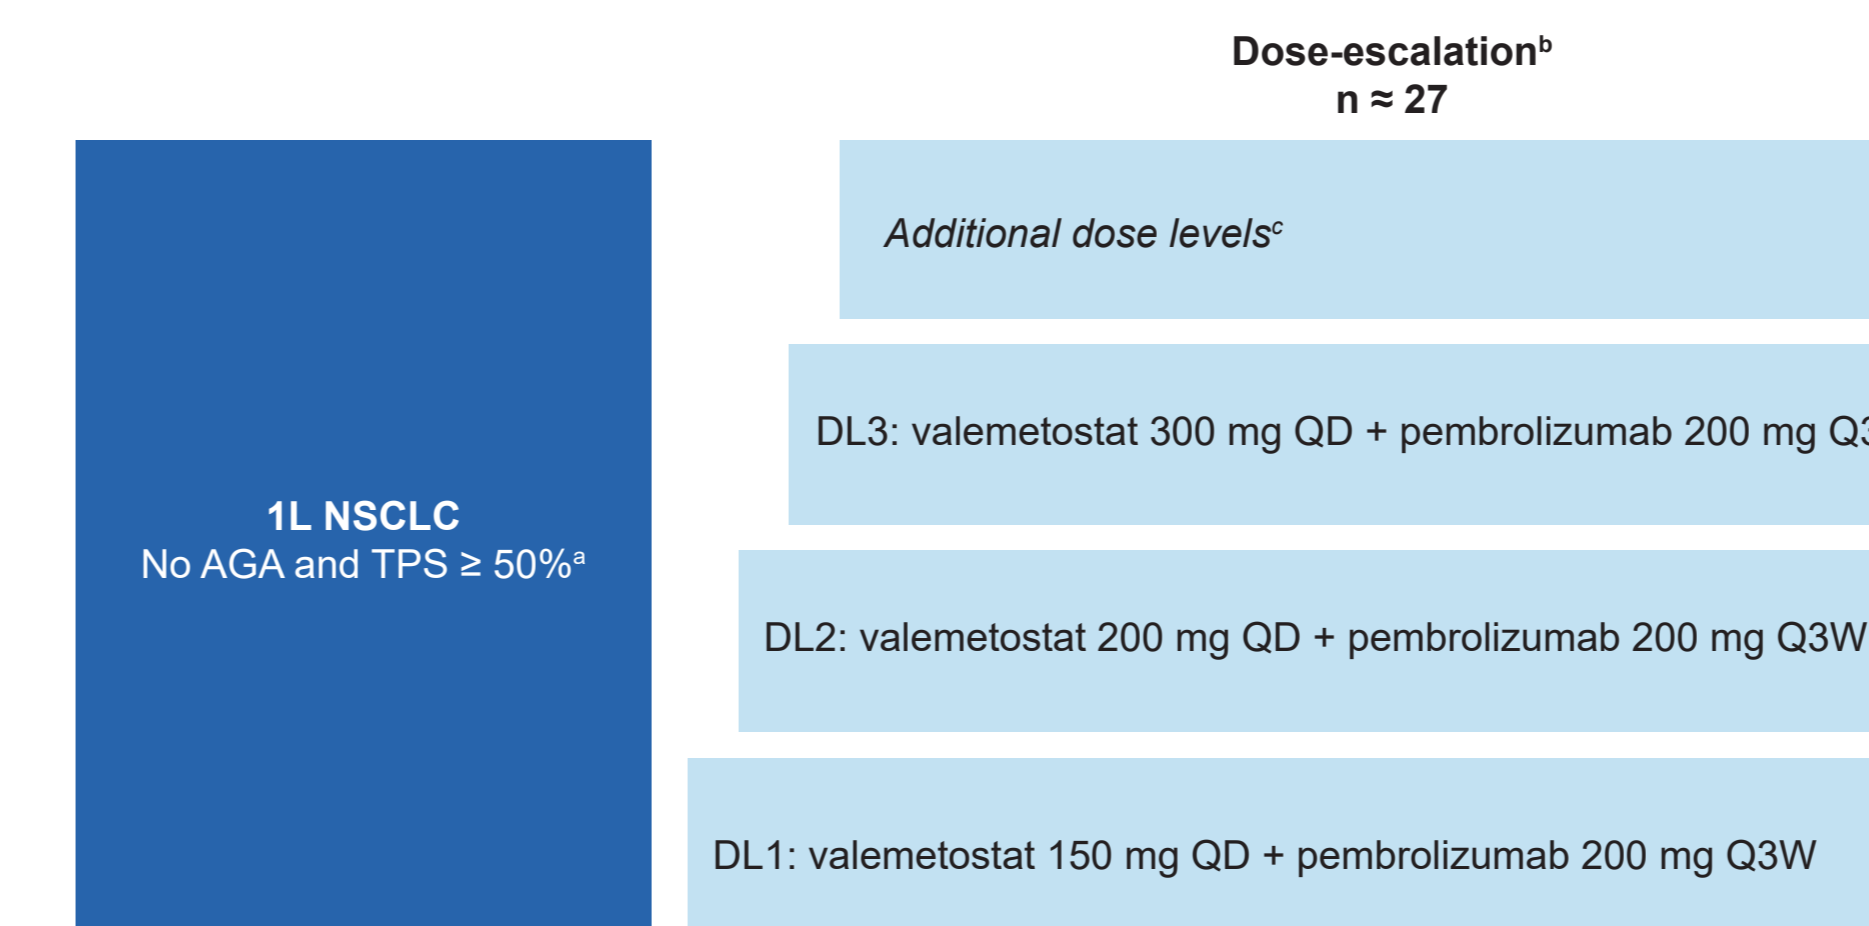 Dose-escalationᵇ
n ≈ 27
Additional dose levelsᶜ
DL3: valemetostat 300 mg QD + pembrolizumab 200 mg
1L NSCLC
No AGA and TPS ≥ 50%ᵃ
DL2: valemetostat 200 mg QD + pembrolizumab 200 mg Q3W
DL1: valemetostat 150 mg QD + pembrolizumab 200 mg Q3W